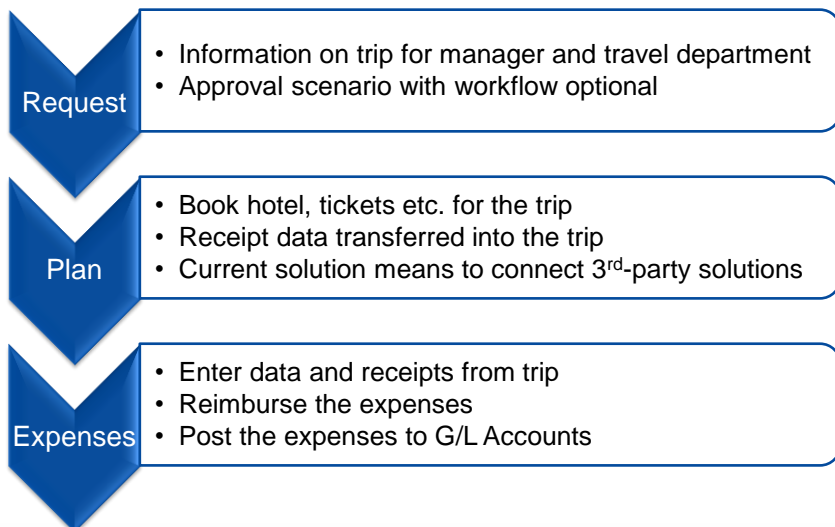 Request
• Information on trip for manager and travel department
• Approval scenario with workflow optional
Plan
• Book hotel, tickets etc. for the trip
• Receipt data transferred into the trip
• Current solution means to connect 3rd-party solutions
Expenses
• Enter data and receipts from trip
• Reimburse the expenses
• Post the expenses to G/L Accounts